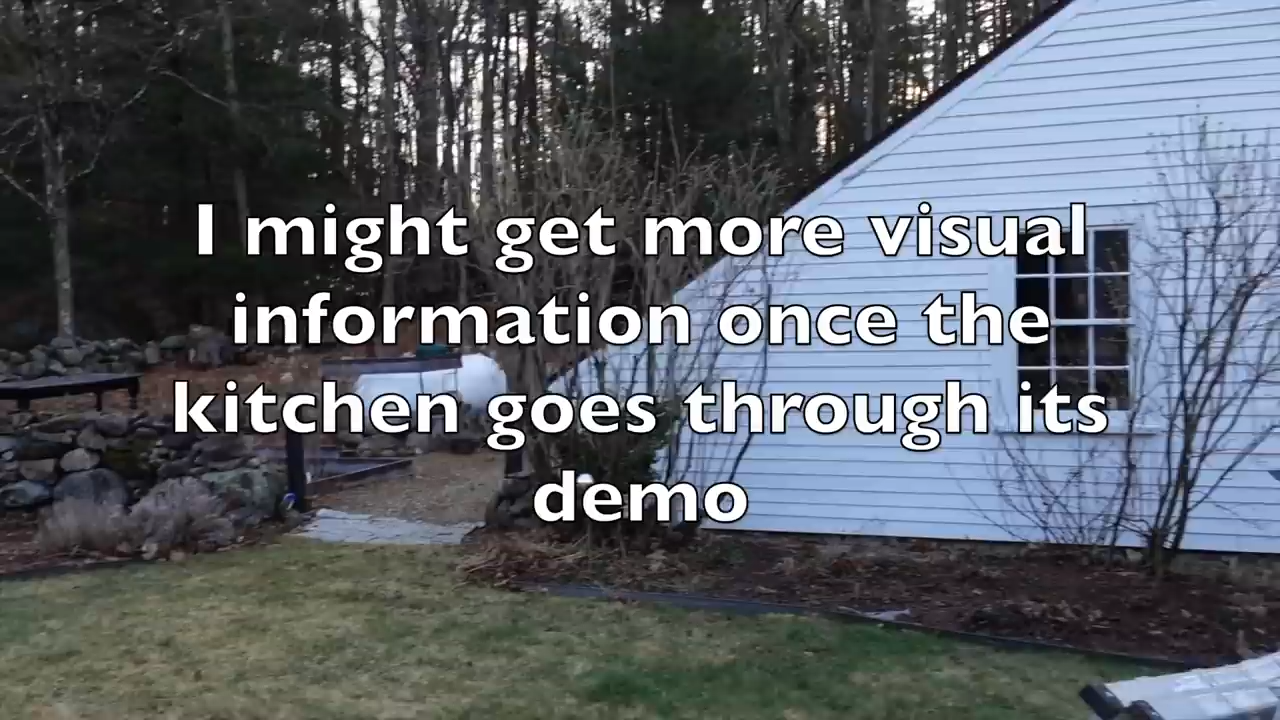 I might get more visual
information once the
kitchen goes through its
demo